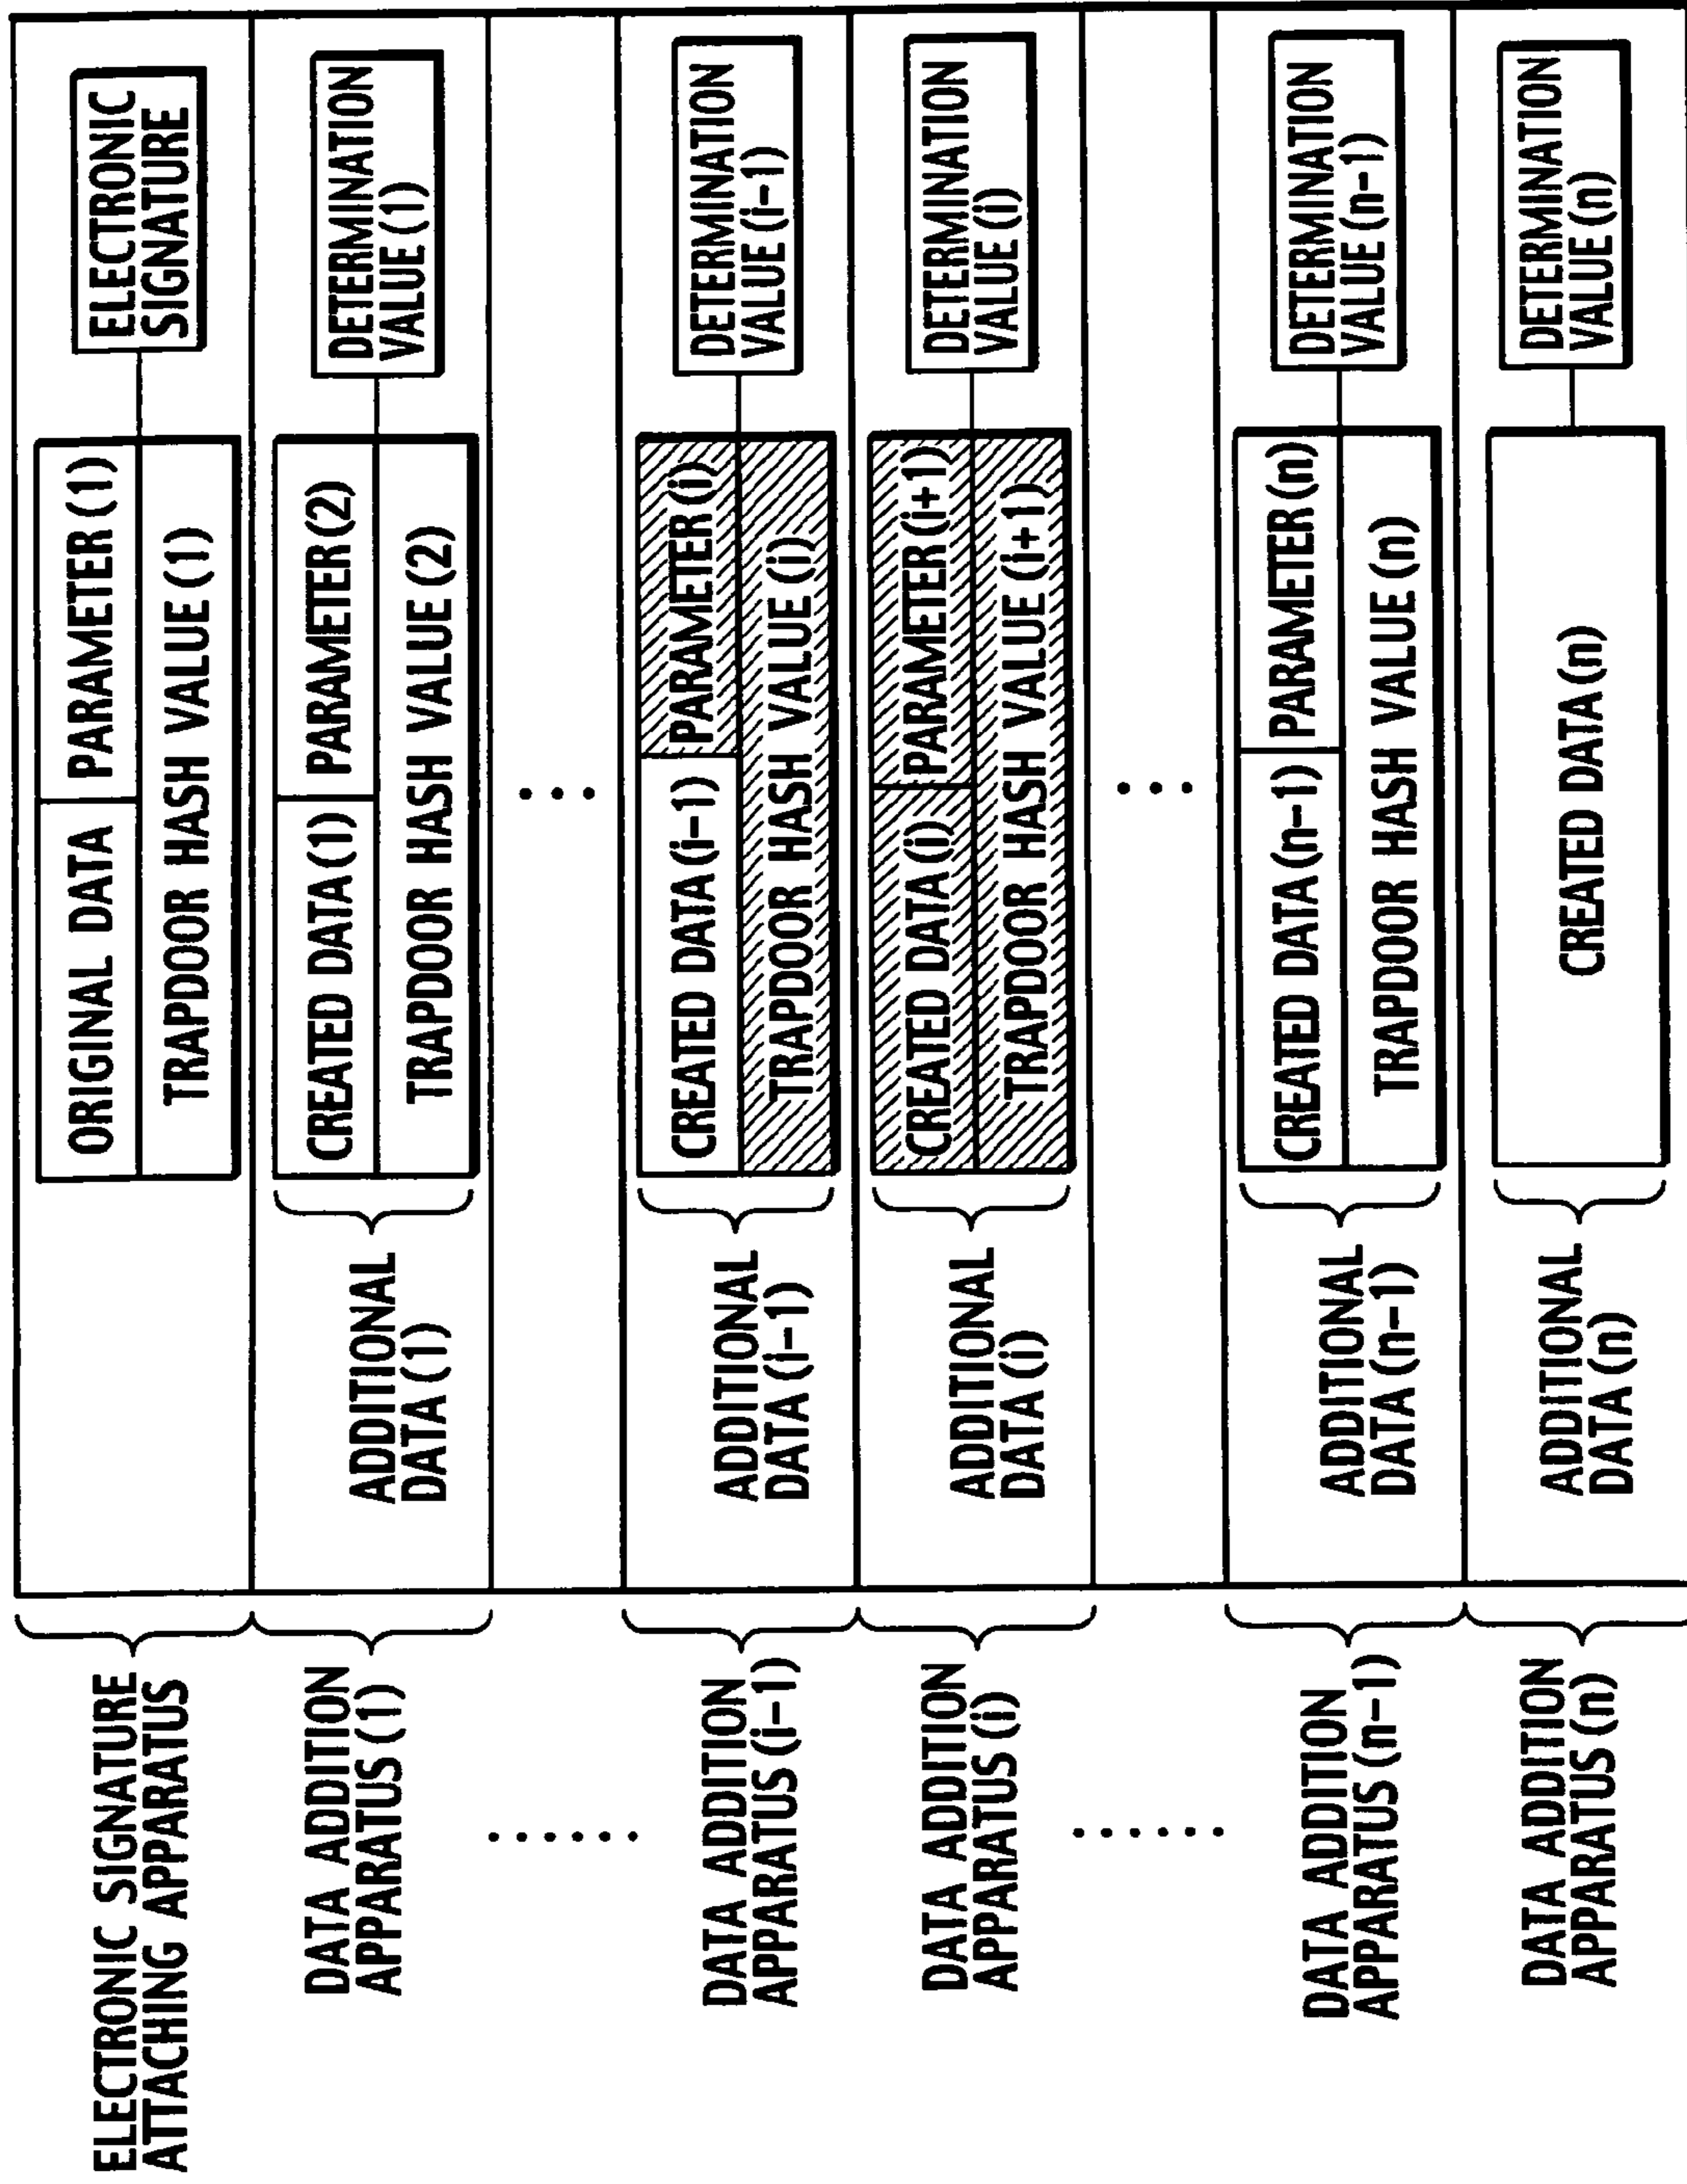 ELECTRONIC SIGNATURE
ATTACHING APPARATUS
ORIGINAL DATA
PARAMETER (1)
TRAPDOOR HASH VALUE (1)
ELECTRONIC
SIGNATURE
DATA ADDITION
APPARATUS (1)
ADDITIONAL
DATA (1)
CREATED DATA (1)
PARAMETER (2)
TRAPDOOR HASH VALUE (2)
DETERMINATION
VALUE (1)
......
...
DATA ADDITION
APPARATUS (i-1)
ADDITIONAL
DATA (i-1)
CREATED DATA (i-1)
PARAMETER (i)
TRAPDOOR HASH VALUE (i)
DETERMINATION
VALUE (i-1)
DATA ADDITION
APPARATUS (i)
ADDITIONAL
DATA (i)
CREATED DATA (i)
PARAMETER (i+1)
TRAPDOOR HASH VALUE (i+1)
DETERMINATION
VALUE (i)
......
...
DATA ADDITION
APPARATUS (n-1)
ADDITIONAL
DATA (n-1)
CREATED DATA (n-1)
PARAMETER (n)
TRAPDOOR HASH VALUE (n)
DETERMINATION
VALUE (n-1)
DATA ADDITION
APPARATUS (n)
ADDITIONAL
DATA (n)
CREATED DATA (n)
DETERMINATION
VALUE (n)